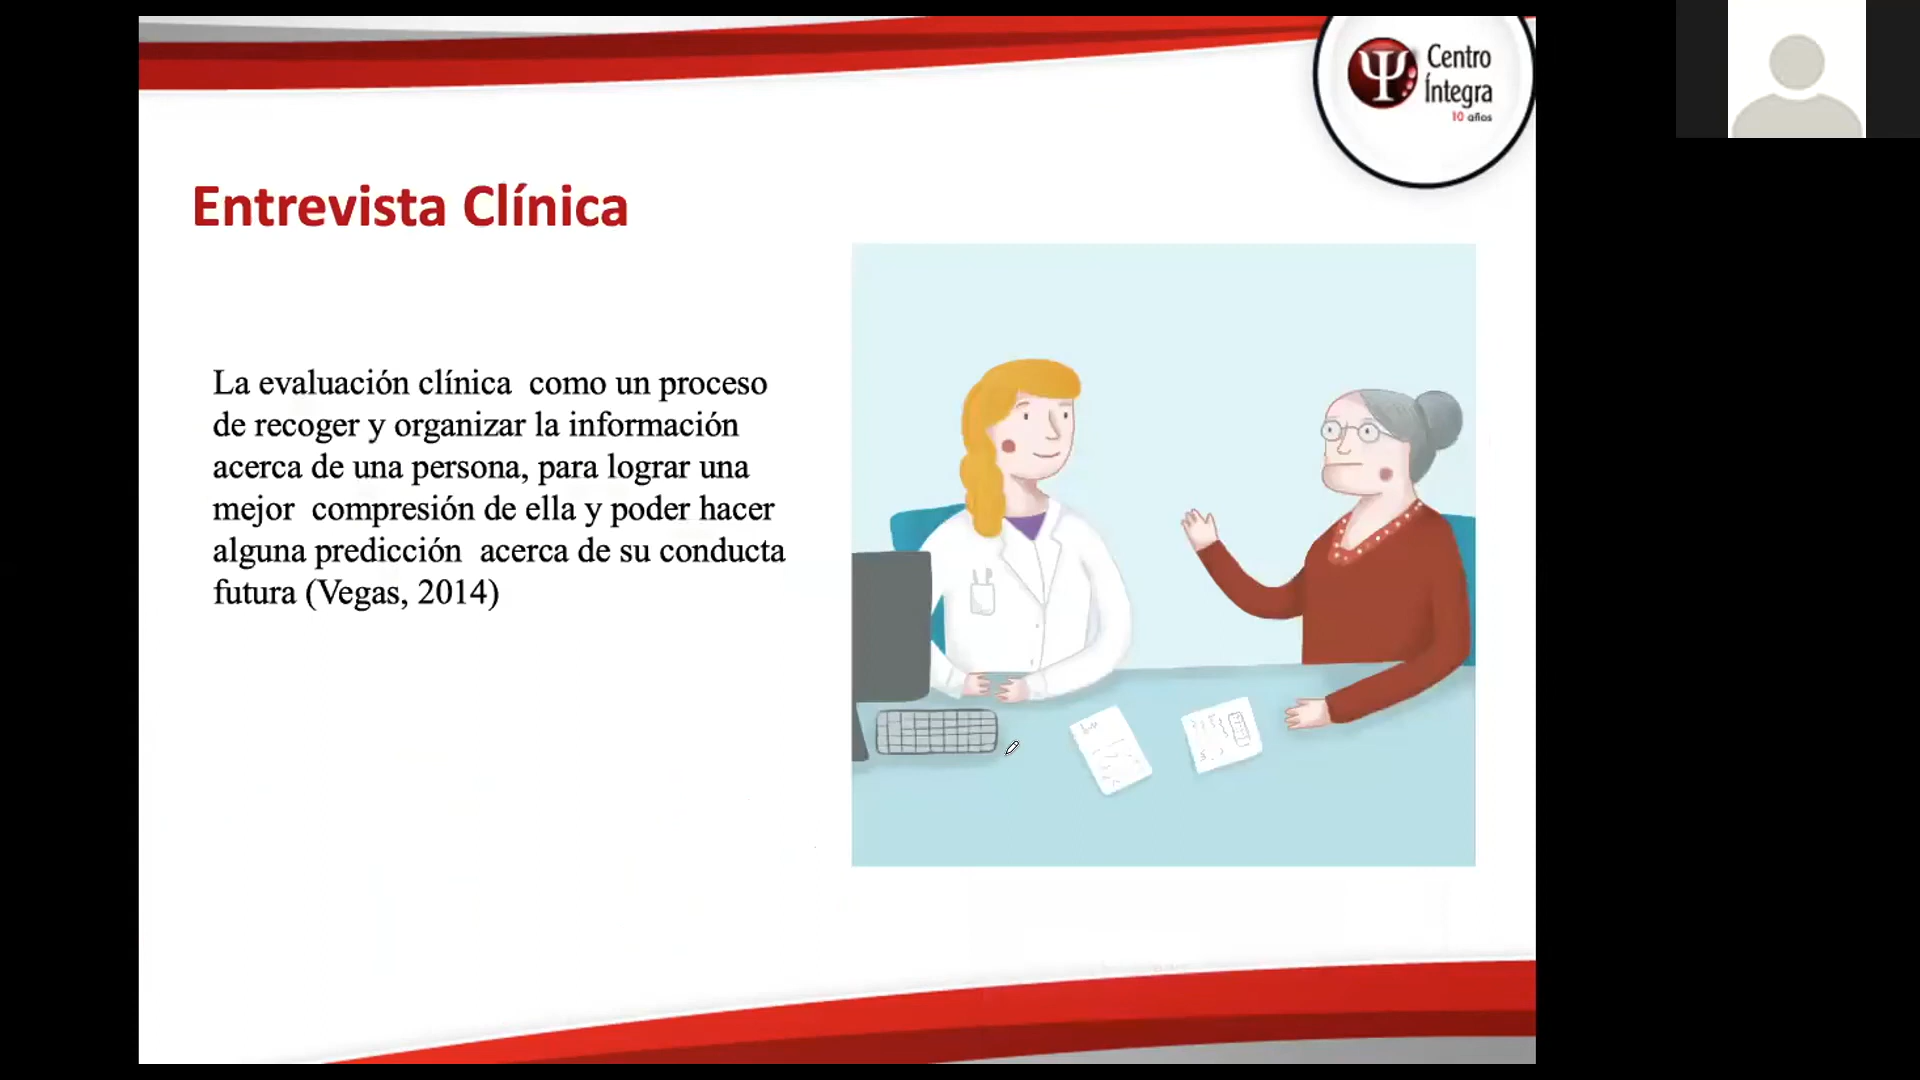 Centro
Íntegra
10 años
Entrevista Clínica
La evaluación clínica  como un proceso
de recoger y organizar la información
acerca de una persona, para lograr una
mejor  compresión de ella y poder hacer
alguna predicción  acerca de su conducta
futura (Vegas, 2014)